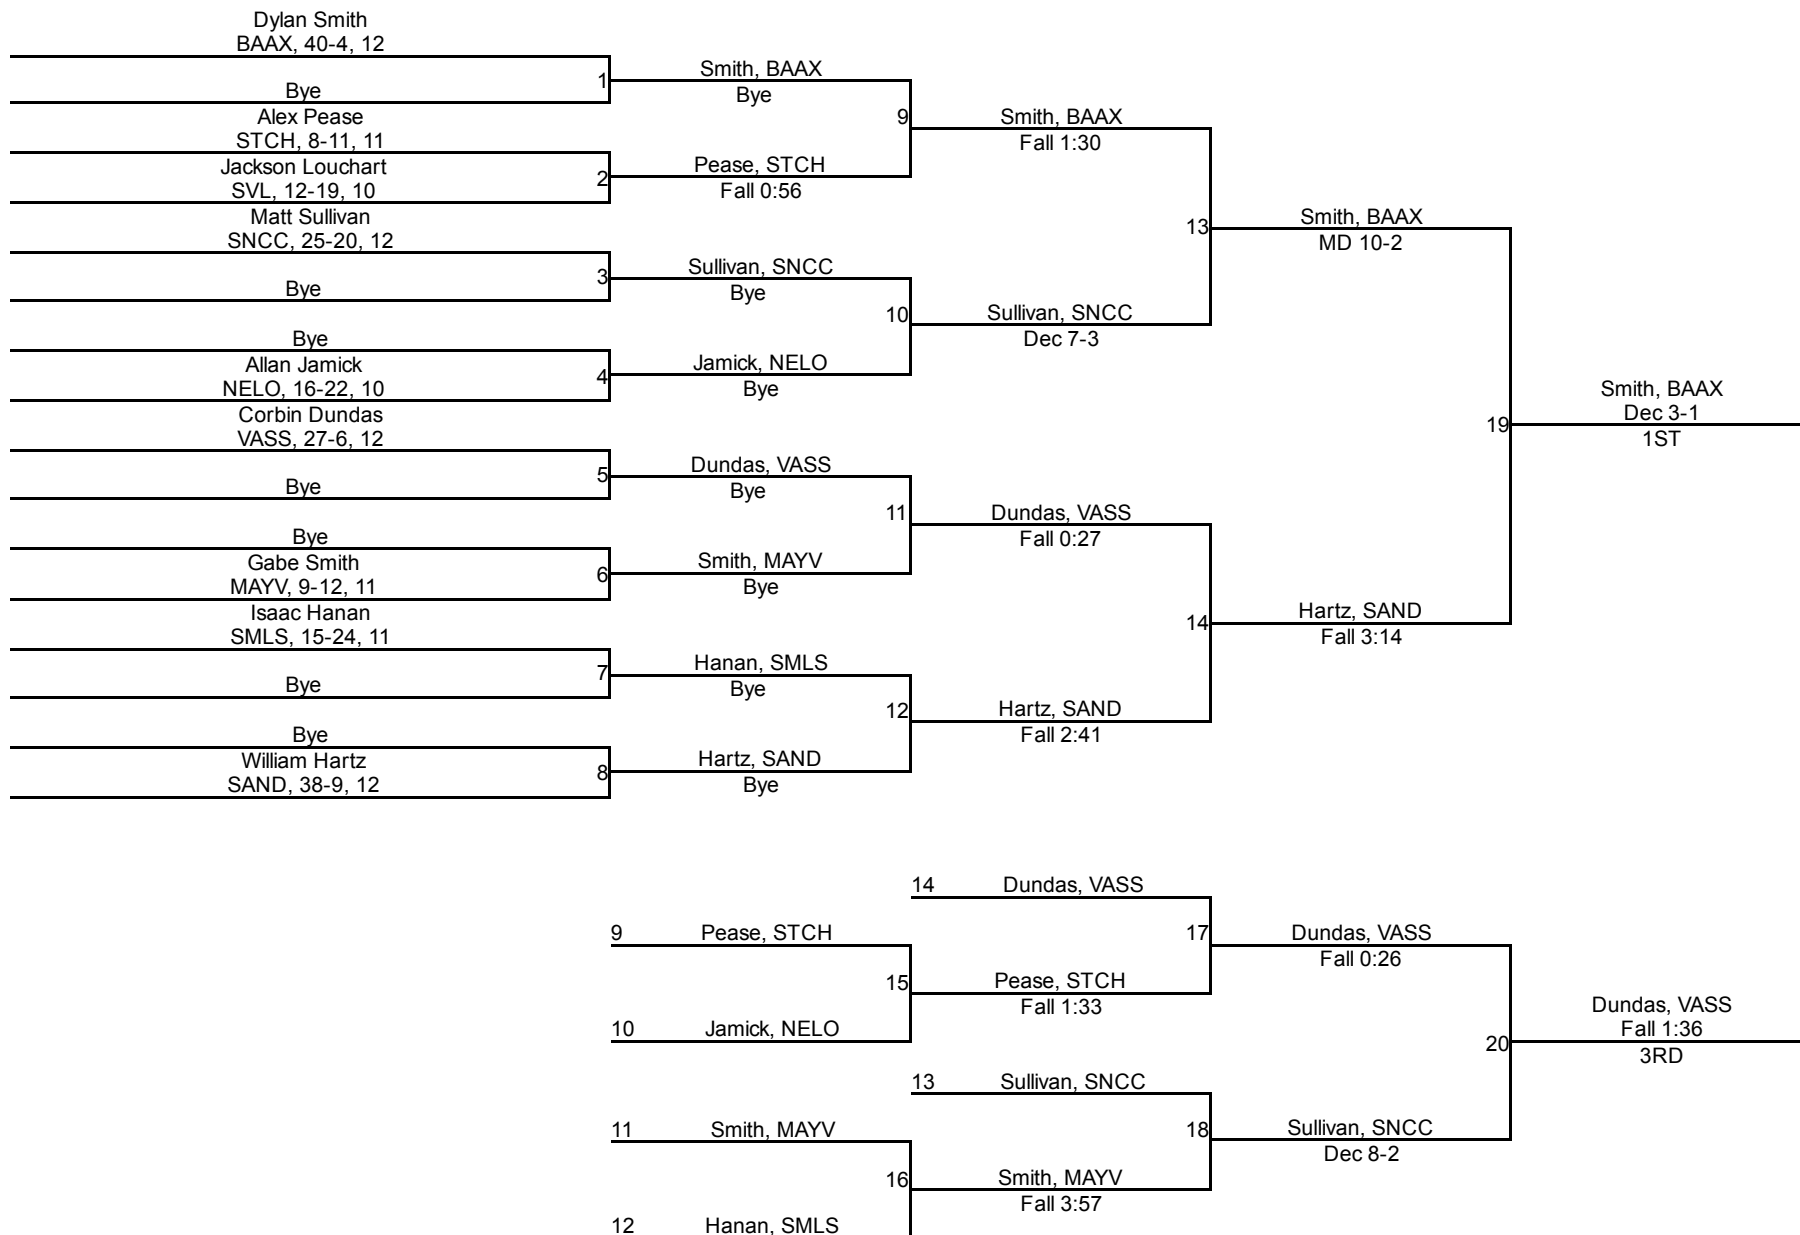 Dylan Smith
BAAX, 40-4, 12
1
Bye
Alex Pease
STCH, 8-11, 11
2
Jackson Louchart
SVL, 12-19, 10
Matt Sullivan
SNCC, 25-20, 12
3
Bye
Bye
4
Allan Jamick
NELO, 16-22, 10
Corbin Dundas
VASS, 27-6, 12
5
Bye
Bye
6
Gabe Smith
MAYV, 9-12, 11
Isaac Hanan
SMLS, 15-24, 11
7
Bye
Bye
8
William Hartz
SAND, 38-9, 12
Smith, BAAX
Bye
9
Pease, STCH
Fall 0:56
Sullivan, SNCC
Bye
10
Jamick, NELO
Bye
Dundas, VASS
Bye
11
Smith, MAYV
Bye
Hanan, SMLS
Bye
12
Hartz, SAND
Bye
Smith, BAAX
Fall 1:30
13
Sullivan, SNCC
Dec 7-3
Dundas, VASS
Fall 0:27
14
Hartz, SAND
Fall 2:41
Smith, BAAX
MD 10-2
19
Hartz, SAND
Fall 3:14
Smith, BAAX
Dec 3-1
1ST
14 Dundas, VASS
9 Pease, STCH
15
10 Jamick, NELO
17
Pease, STCH
Fall 1:33
13 Sullivan, SNCC
11 Smith, MAYV
16
12 Hanan, SMLS
18
Smith, MAYV
Fall 3:57
Dundas, VASS
Fall 0:26
20
Sullivan, SNCC
Dec 8-2
Dundas, VASS
Fall 1:36
3RD